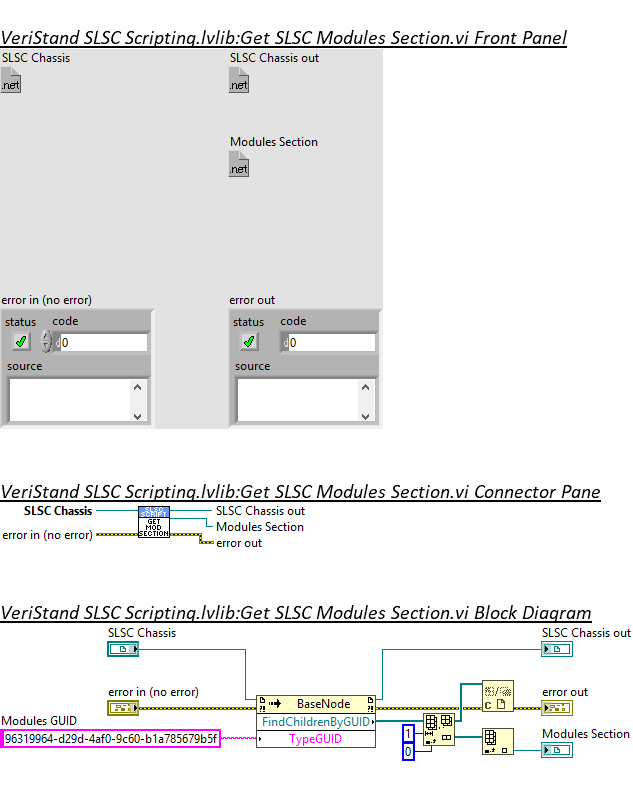 VeriStand SLSC Scripting.lvlib:Get SLSC Modules Section.vi Front Panel
SLSC Chassis
SLSC Chassis out
.net
.net
Modules Section
.net
error in (no error)
error out
status
code
status
code
d
0
d
0
source
source
VeriStand SLSC Scripting.lvlib:Get SLSC Modules Section.vi Connector Pane
SLSC Chassis
SLSC Chassis out
SLSC
SCRIPT
GET
MOD
SECTION
Modules Section
error in (no error)
error out
VeriStand SLSC Scripting.lvlib:Get SLSC Modules Section.vi Block Diagram
SLSC Chassis
SLSC Chassis out
error in (no error)
error out
BaseNode
C
Modules GUID
FindChildrenByGUID
Modules Section
96319964-d29d-4af0-9c60-b1a785679b5f
TypeGUID
1
0